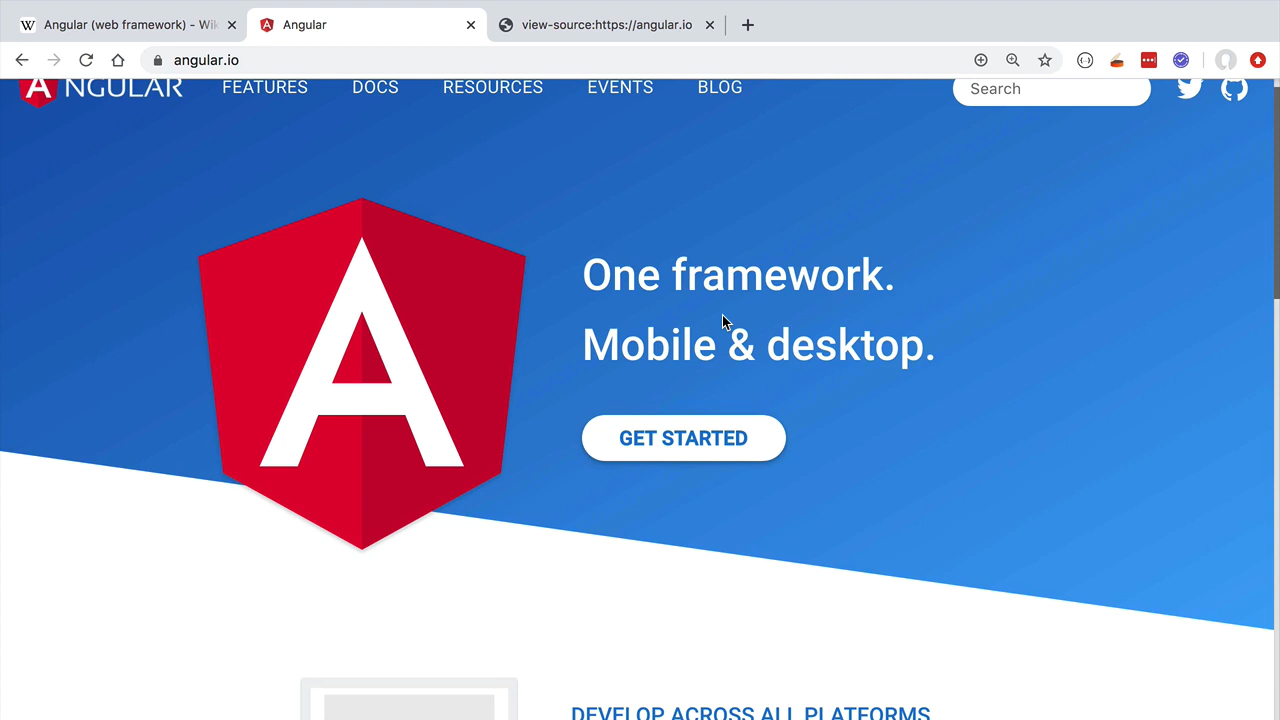 Angular (web framework) - Wik
Angular
view-source:https://angular.io
angular.io
ANGULAR
FEATURES
DOCS
RESOURCES
EVENTS
BLOG
Search
One framework.
Mobile & desktop.
GET STARTED
DEVELOP ACROSS ALL PLATFORMS